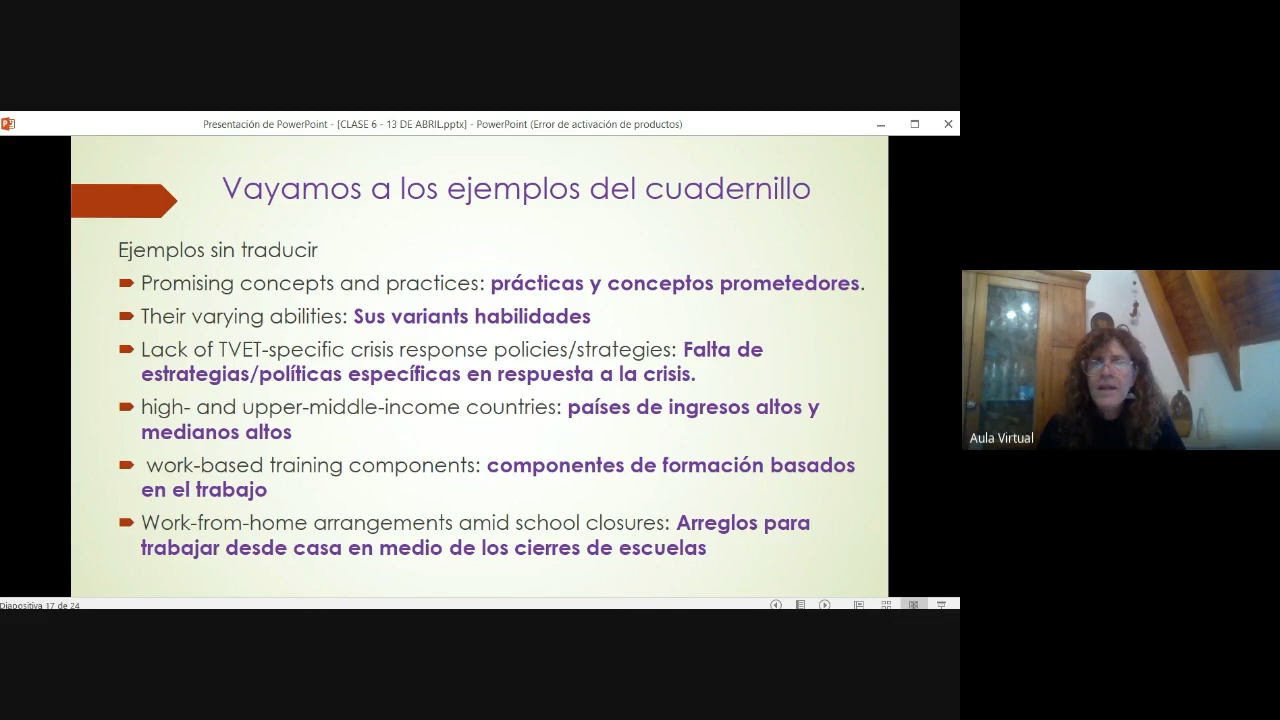 Presentación de PowerPoint - [CLASE 6 - 13 DE ABRIL.pptx] - PowerPoint (Error de activación de productos)
Vayamos a los ejemplos del cuadernillo
Ejemplos sin traducir
Promising concepts and practices: prácticas y conceptos prometedores.
Their varying abilities: Sus variants habilidades
Lack of TVET-specific crisis response policies/strategies: Falta de
estrategias/políticas específicas en respuesta a la crisis.
high- and upper-middle-income countries: países de ingresos altos y
medianos altos
work-based training components: componentes de formación basados
en el trabajo
Work-from-home arrangements amid school closures: Arreglos para
trabajar desde casa en medio de los cierres de escuelas
Diapositiva 17 de 24
Aula Virtual